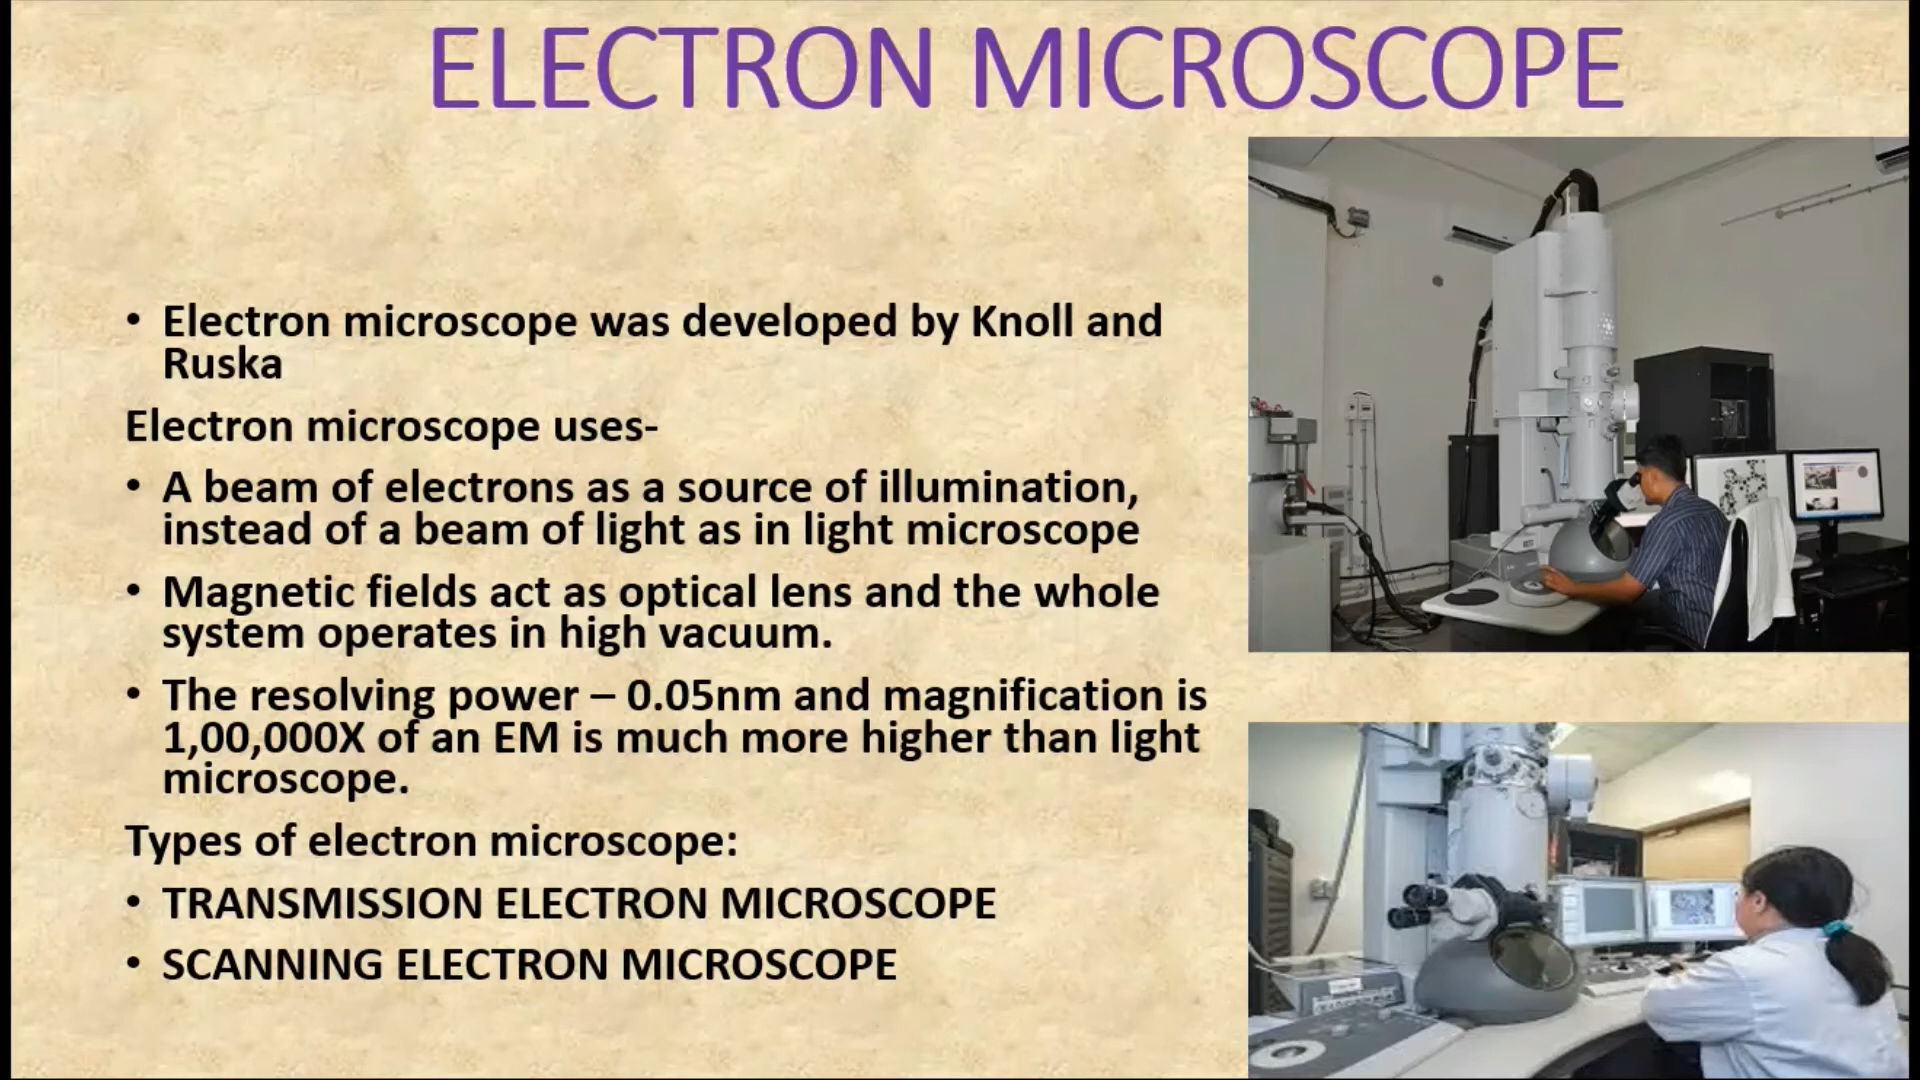 ELECTRON MICROSCOPE
• Electron microscope was developed by Knoll and
Ruska
Electron microscope uses-
• A beam of electrons as a source of illumination,
instead of a beam of light as in light microscope
• Magnetic fields act as optical lens and the whole
system operates in high vacuum.
• The resolving power – 0.05nm and magnification is
1,00,000X of an EM is much more higher than light
microscope.
Types of electron microscope:
• TRANSMISSION ELECTRON MICROSCOPE
• SCANNING ELECTRON MICROSCOPE